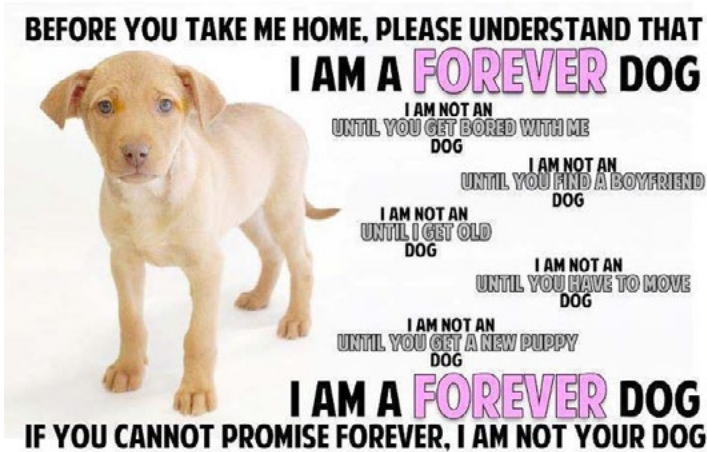 BEFORE YOU TAKE ME HOME, PLEASE UNDERSTAND THAT
I AM A FOREVER DOG
I AM NOT AN
UNTIL YOU GET BORED WITH ME
DOG
I AM NOT AN
UNTIL YOU FIND A BOYFRIEND
DOG
I AM NOT AN
UNTIL I GET OLD
DOG
I AM NOT AN
UNTIL YOU HAVE TO MOVE
DOG
I AM NOT AN
UNTIL YOU GET A NEW PUPPY
DOG
I AM A FOREVER DOG
IF YOU CANNOT PROMISE FOREVER, I AM NOT YOUR DOG